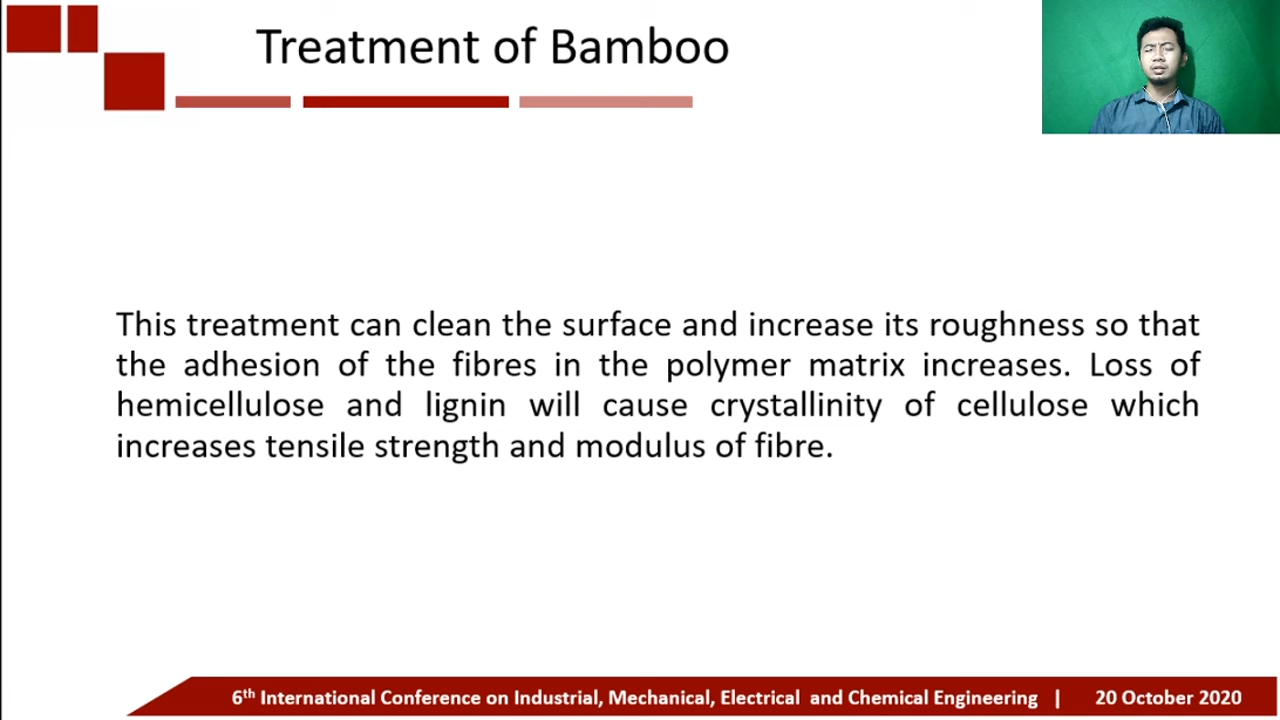 Treatment of Bamboo
This treatment can clean the surface and increase its roughness so that
the adhesion of the fibres in the polymer matrix increases. Loss of
hemicellulose and lignin will cause crystallinity of cellulose which
increases tensile strength and modulus of fibre.
6th International Conference on Industrial, Mechanical, Electrical and Chemical Engineering | 20 October 2020